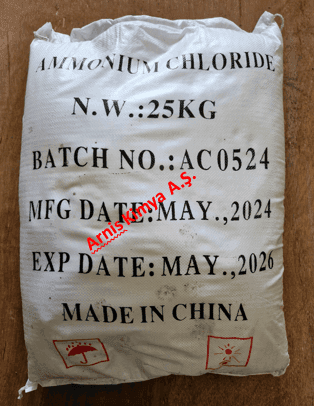 AMMONIUM CHLORIDE
N.W.:25KG
BATCH NO.:AC0524
Arnis Kimya A.Ş.
MFG DATE:MAY.,2024
EXP DATE:MAY.,2026
MADE IN CHINA